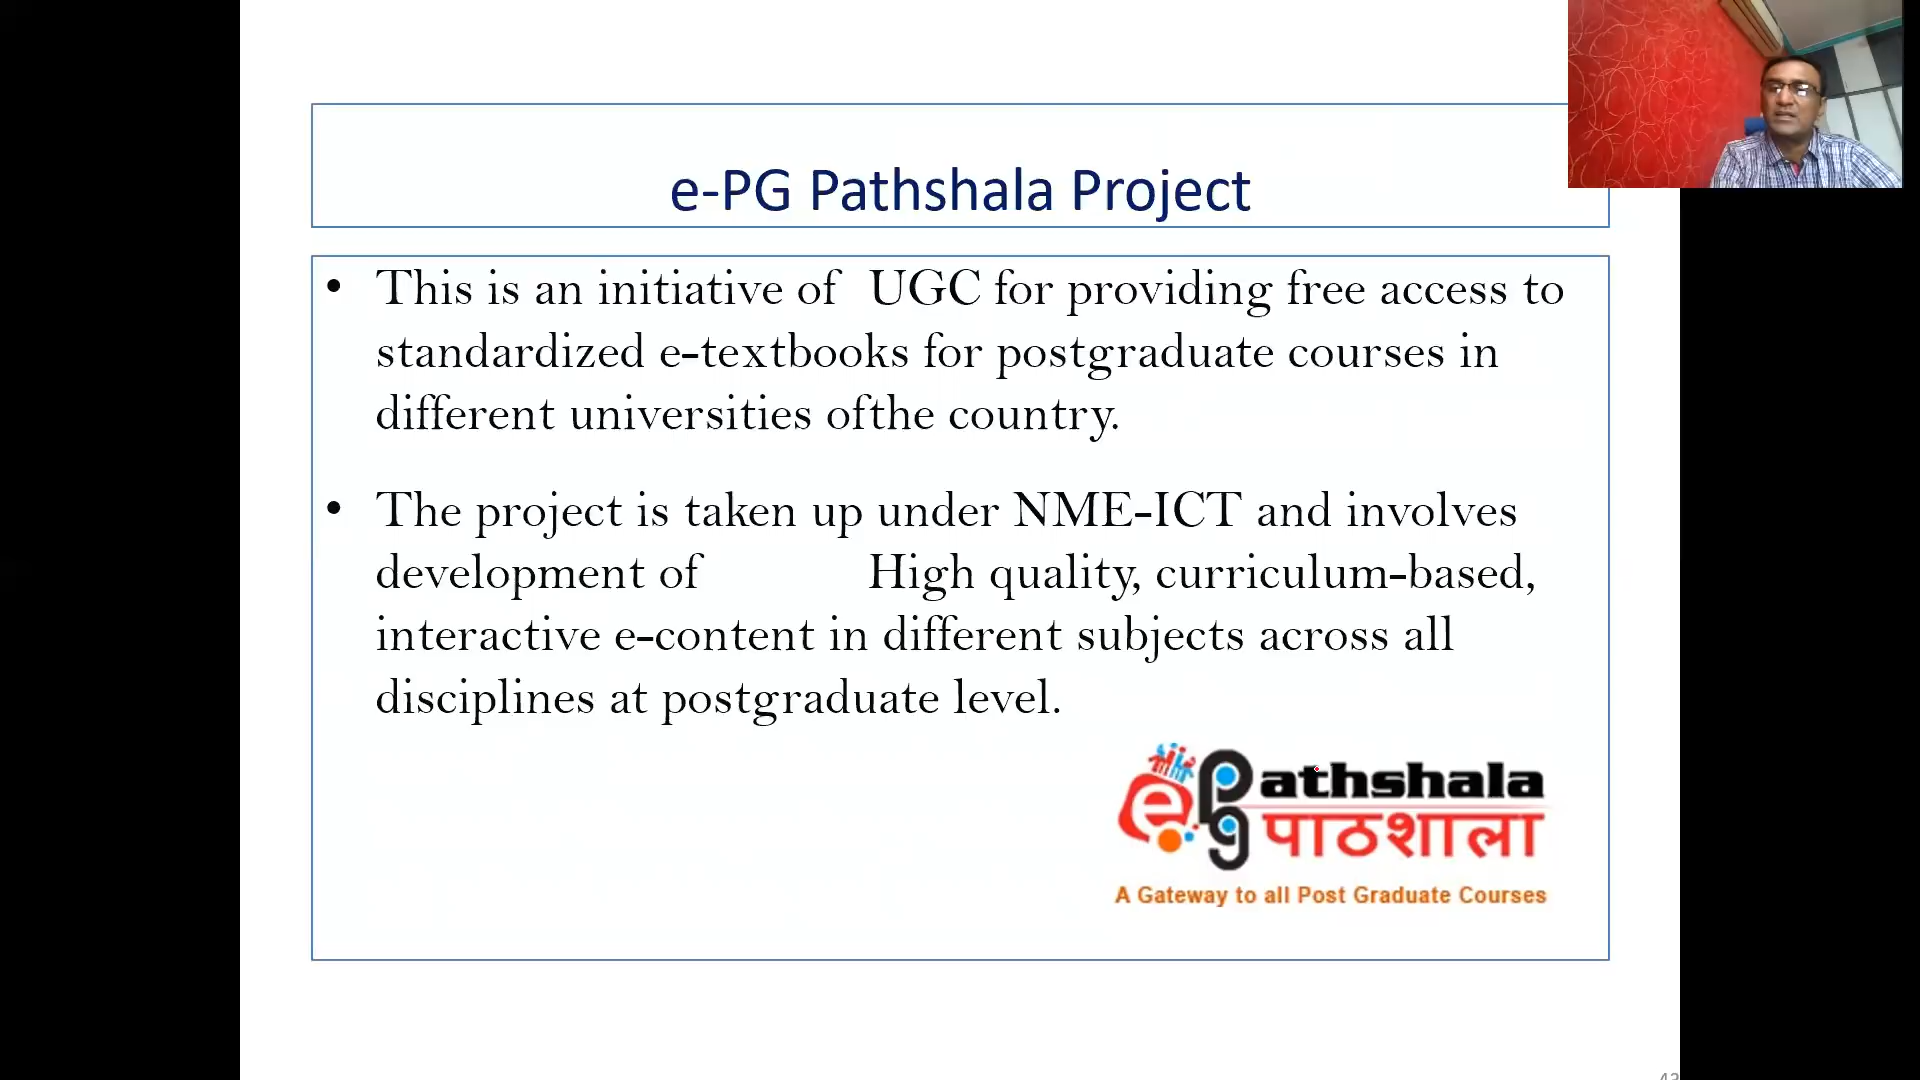 e-PG Pathshala Project
• This is an initiative of UGC for providing free access to
standardized e-textbooks for postgraduate courses in
different universities ofthe country.
• The project is taken up under NME-ICT and involves
development of High quality, curriculum-based,
interactive e-content in different subjects across all
disciplines at postgraduate level.
ePG Pathshala
पाठशाला
A Gateway to all Post Graduate Courses